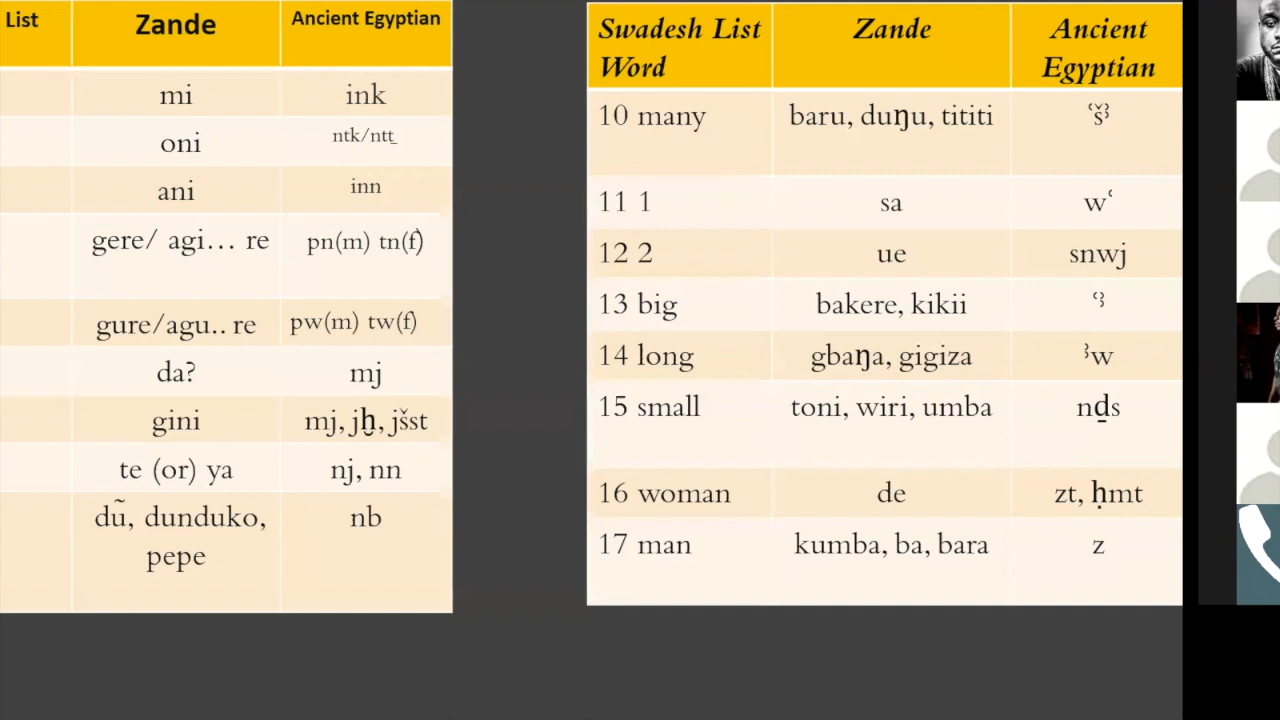 List Zande Ancient Egyptian
mi ink
oni ntk/ntṯ
ani inn
gere/ agi... re pn(m) tn(f)
gure/agu.. re pw(m) tw(f)
da? mj
gini mj, jḫ, jšst
te (or) ya nj, nn
dũ, dunduko, nb
pepe
Swadesh List Zande Ancient
Word Egyptian
10 many baru, duŋu, tititi ꜥšꜣ
11 1 sa wꜥ
12 2 ue snwj
13 big bakere, kikii ꜥꜣ
14 long gbaŋa, gigiza ꜣw
15 small toni, wiri, umba nḏs
16 woman de zt, ḥmt
17 man kumba, ba, bara z